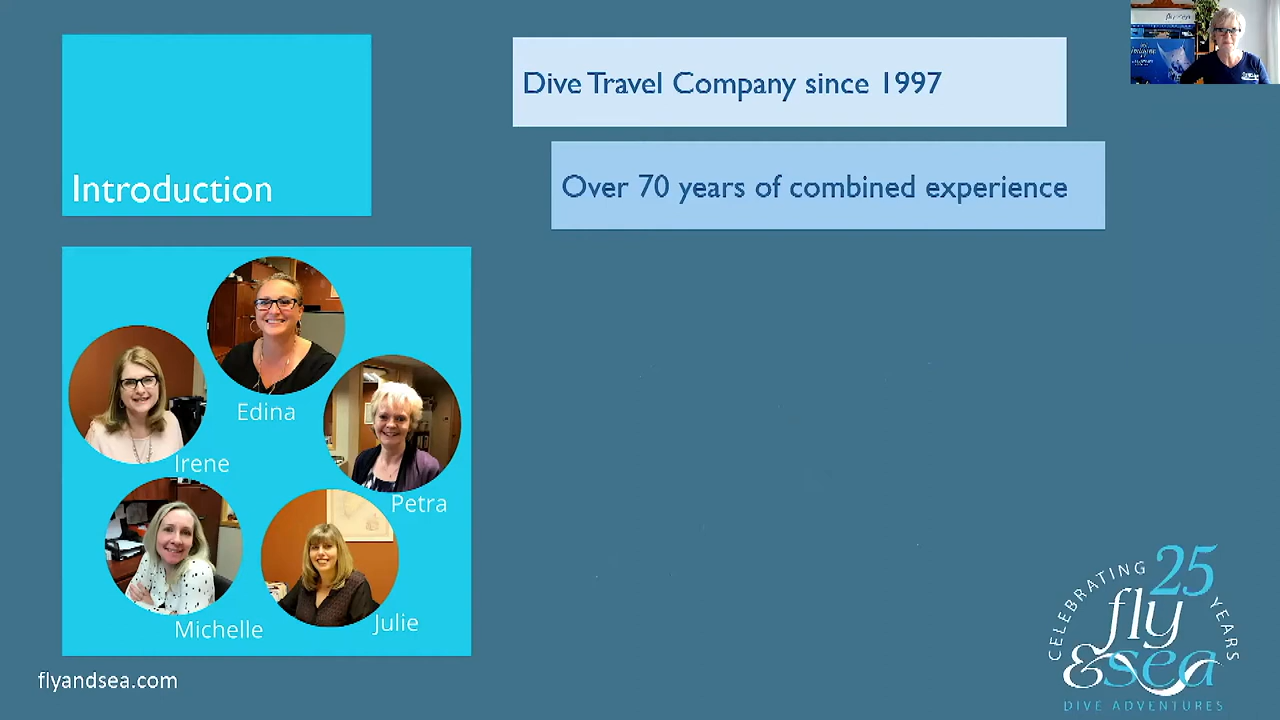 Introduction
Dive Travel Company since 1997
Over 70 years of combined experience
Edina
Irene
Petra
Michelle
Julie
flyandsea.com
CELEBRATING 25 YEARS
fly
&sea
DIVE ADVENTURES